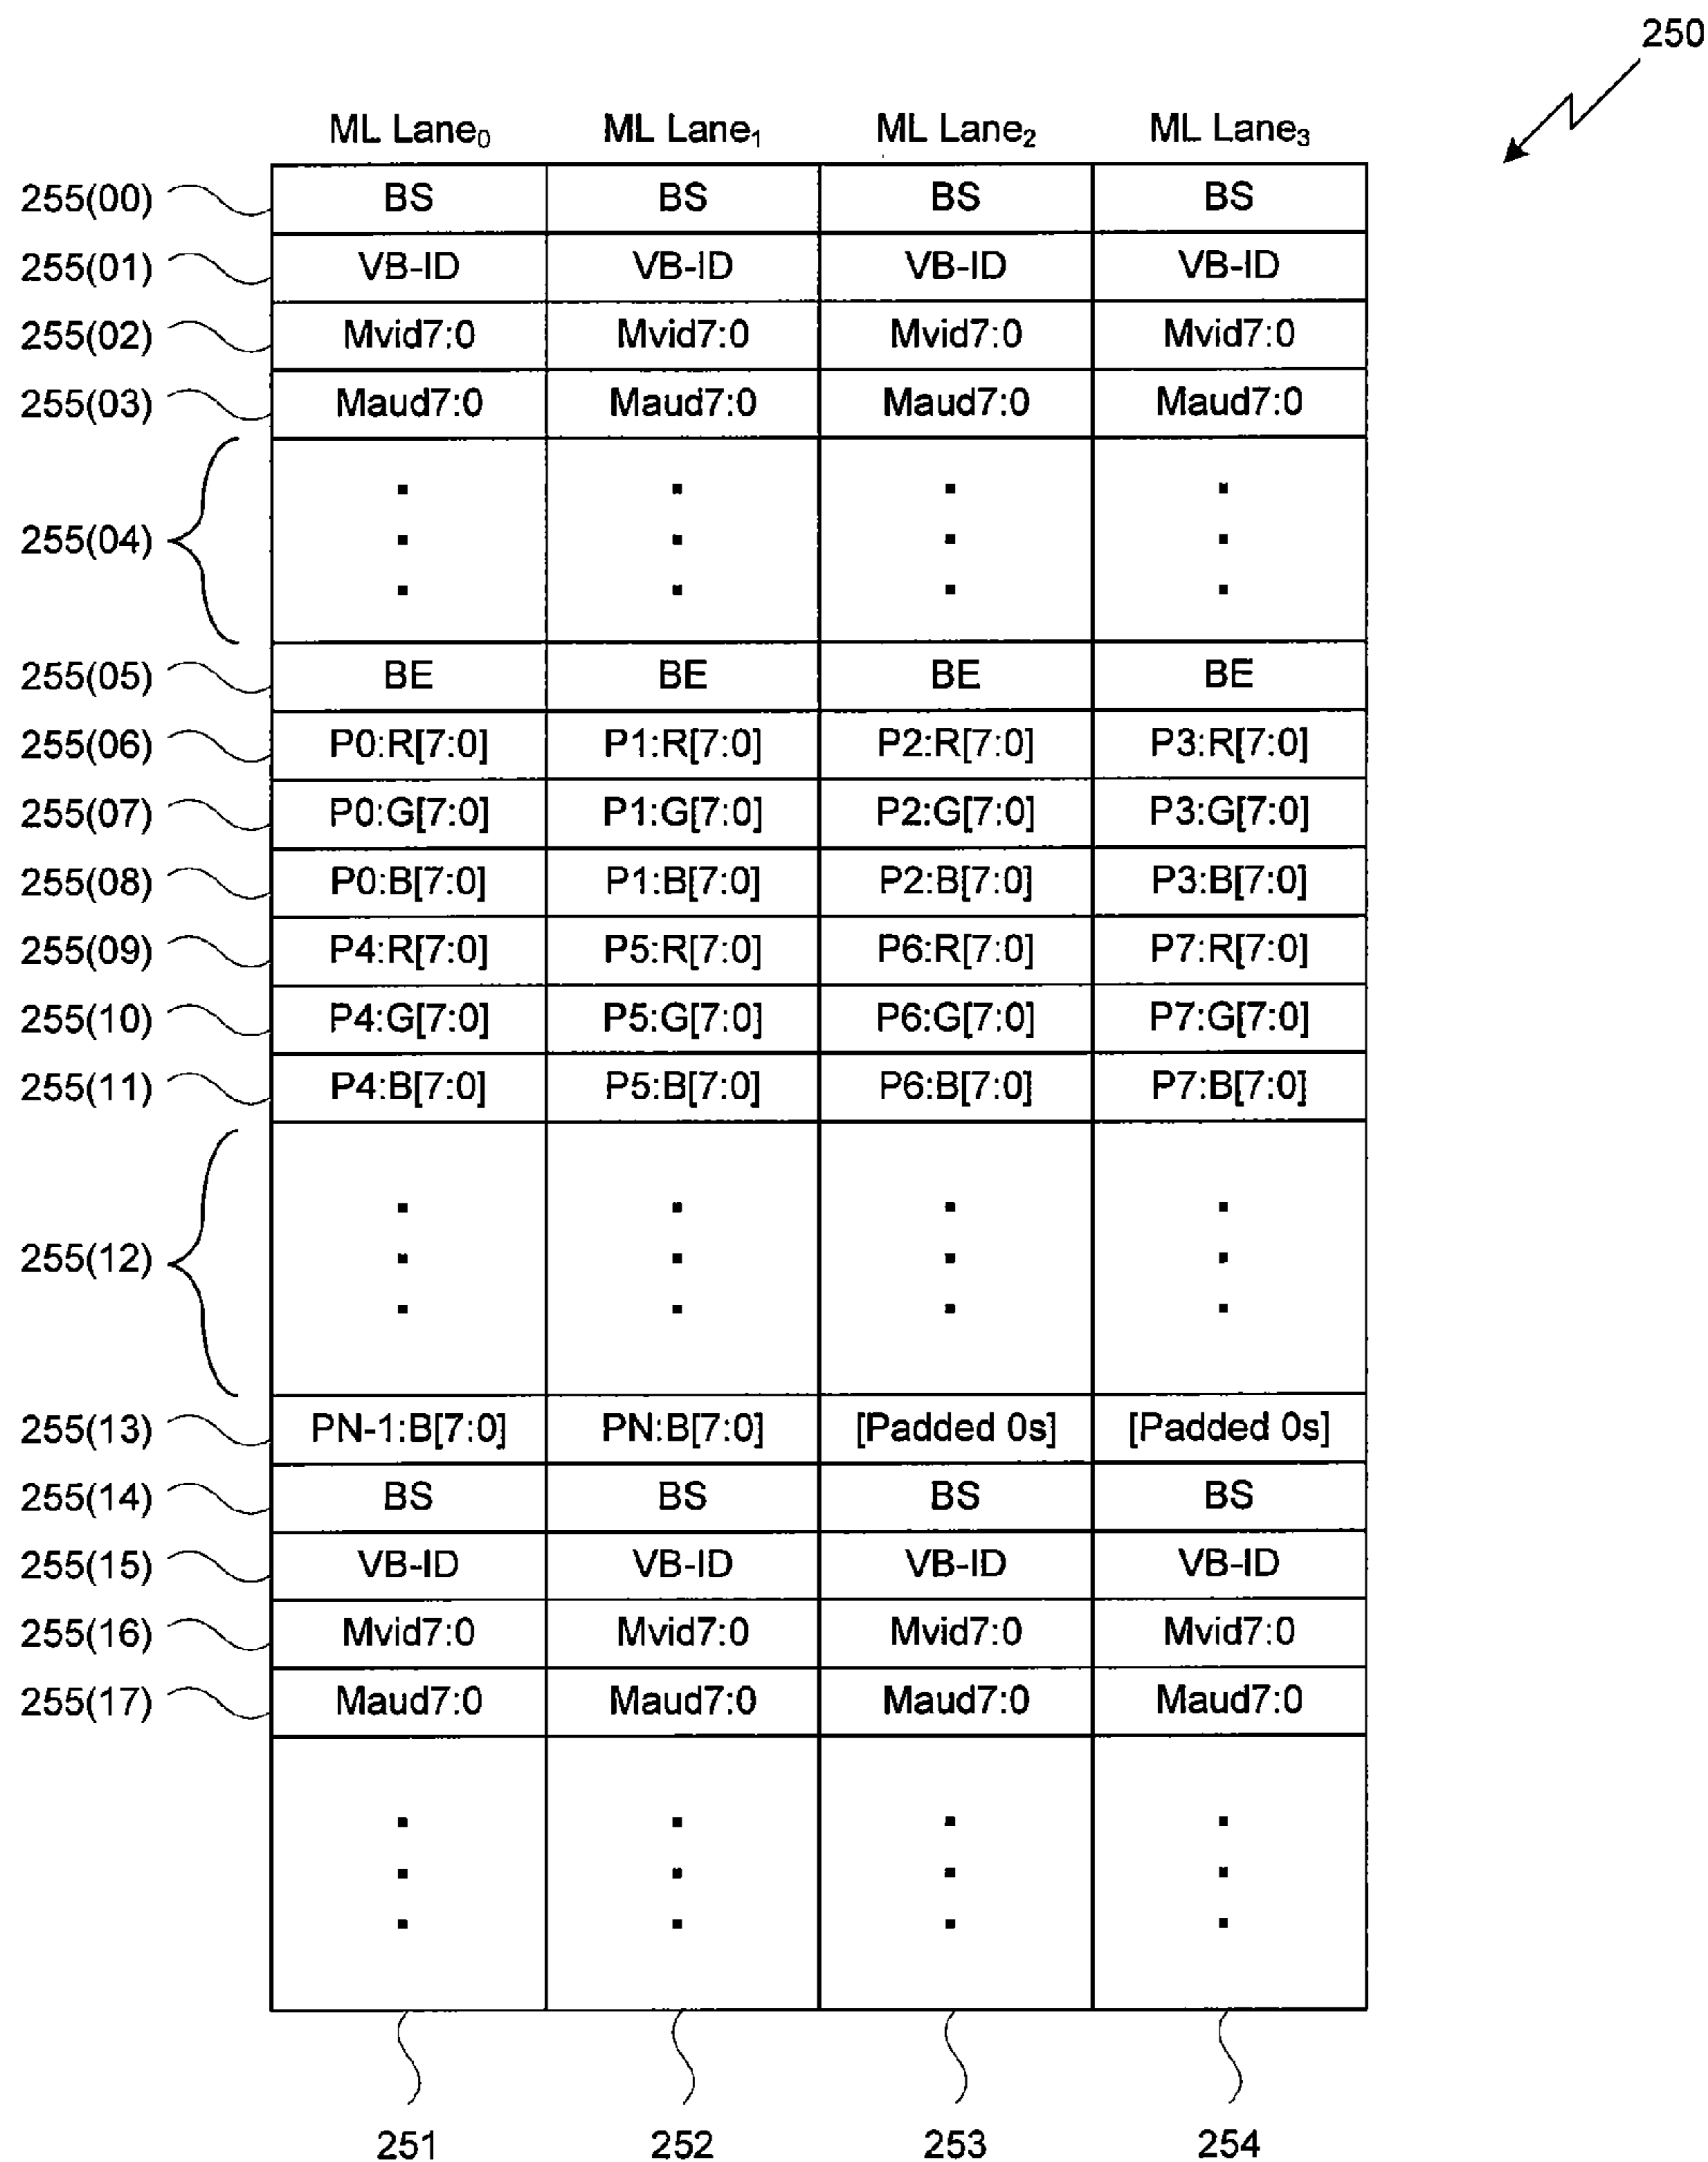 250
ML Lane0 ML Lane1 ML Lane2 ML Lane3
255(00) BS BS BS BS
255(01) VB-ID VB-ID VB-ID VB-ID
255(02) Mvid7:0 Mvid7:0 Mvid7:0 Mvid7:0
255(03) Maud7:0 Maud7:0 Maud7:0 Maud7:0
255(04)
255(05) BE BE BE BE
255(06) P0:R[7:0] P1:R[7:0] P2:R[7:0] P3:R[7:0]
255(07) P0:G[7:0] P1:G[7:0] P2:G[7:0] P3:G[7:0]
255(08) P0:B[7:0] P1:B[7:0] P2:B[7:0] P3:B[7:0]
255(09) P4:R[7:0] P5:R[7:0] P6:R[7:0] P7:R[7:0]
255(10) P4:G[7:0] P5:G[7:0] P6:G[7:0] P7:G[7:0]
255(11) P4:B[7:0] P5:B[7:0] P6:B[7:0] P7:B[7:0]
255(12)
255(13) PN-1:B[7:0] PN:B[7:0] [Padded 0s] [Padded 0s]
255(14) BS BS BS BS
255(15) VB-ID VB-ID VB-ID VB-ID
255(16) Mvid7:0 Mvid7:0 Mvid7:0 Mvid7:0
255(17) Maud7:0 Maud7:0 Maud7:0 Maud7:0
251 252 253 254